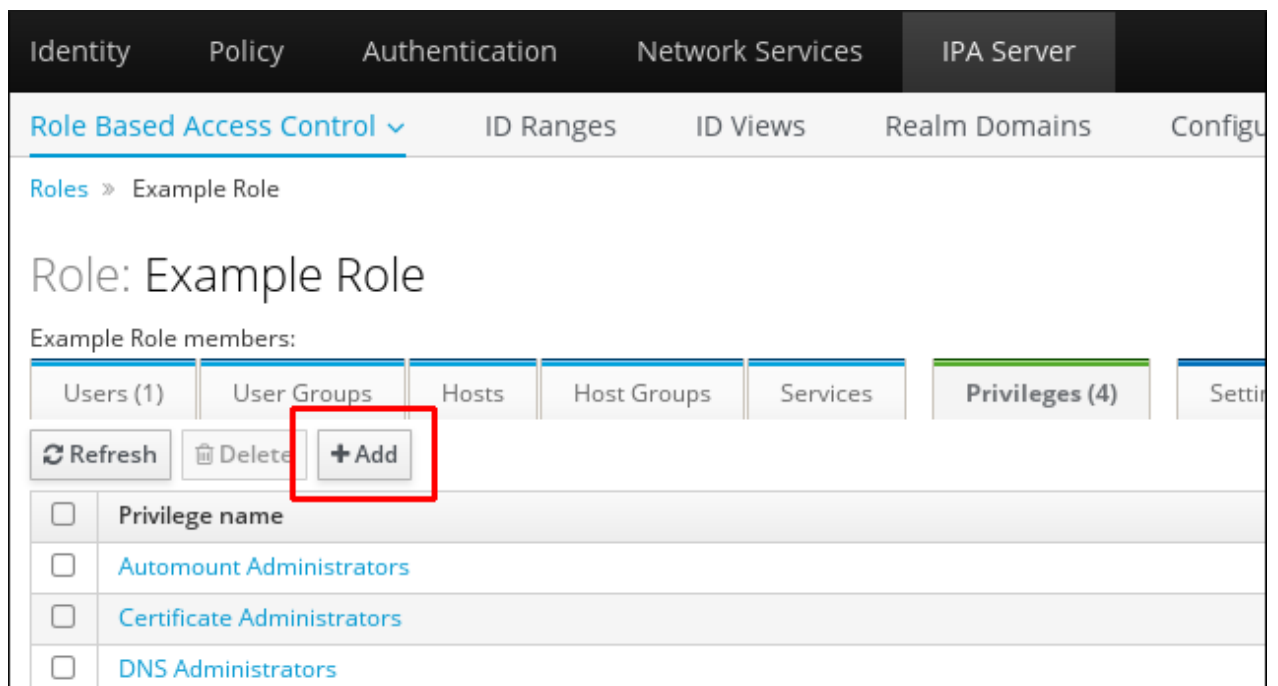 Identity Policy Authentication Network Services IPA Server
Role Based Access Control ID Ranges ID Views Realm Domains Configu
Roles » Example Role
Role: Example Role
Example Role members:
Users (1) User Groups Hosts Host Groups Services Privileges (4) Settin
Refresh Delete + Add
Privilege name
Automount Administrators
Certificate Administrators
DNS Administrators